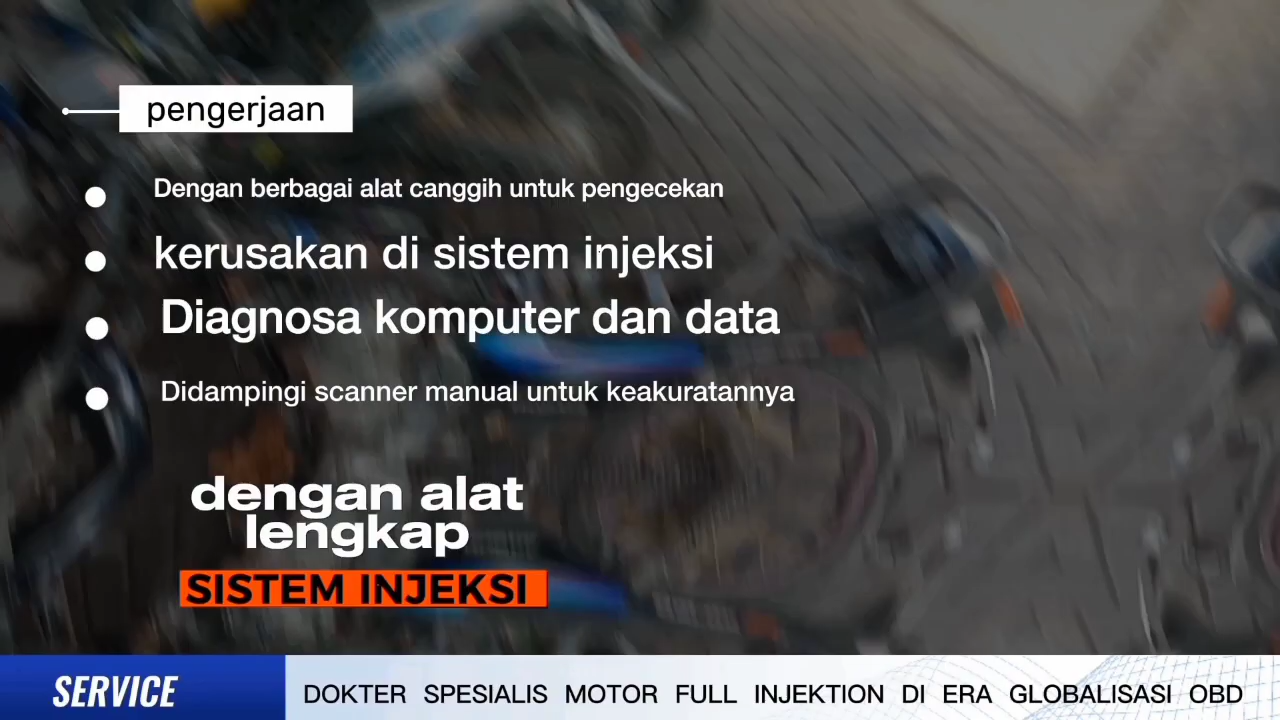 pengerjaan
Dengan berbagai alat canggih untuk pengecekan
kerusakan di sistem injeksi
Diagnosa komputer dan data
Didampingi scanner manual untuk keakuratannya
dengan alat
lengkap
SISTEM INJEKSI
SERVICE
DOKTER SPESIALIS MOTOR FULL INJEKTION DI ERA GLOBALISASI OBD